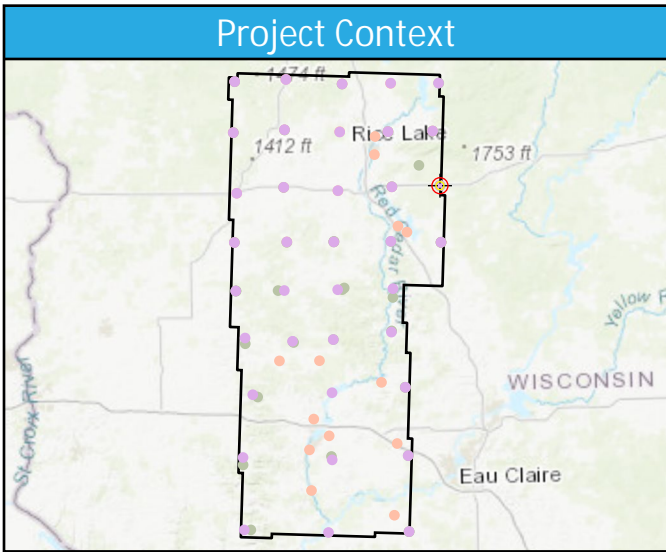 Project Context
1474 ft
Rice Lake
1412 ft
1753 ft
Red Cedar River
Yellow R
WISCONSIN
St Croix River
Eau Claire